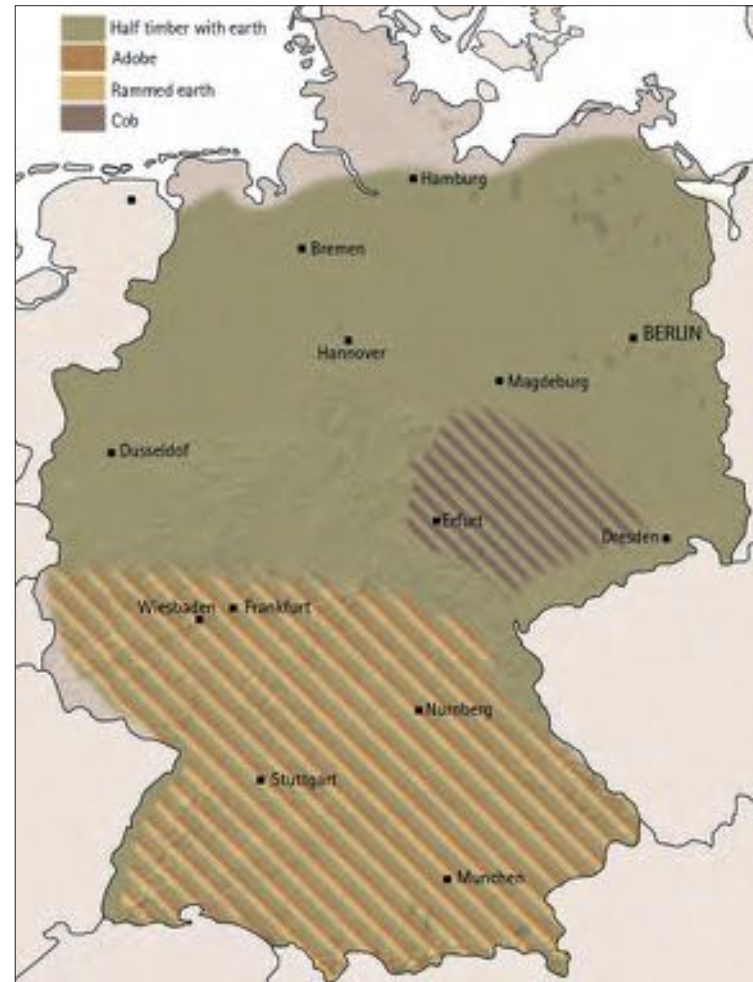 Half timber with earth
Adobe
Rammed earth
Cob
Hamburg
Bremen
BERLIN
Hannover
Magdeburg
Dusseldof
Erfurt
Dresden
Wiesbaden
Frankfurt
Nurnberg
Stuttgart
Munchen